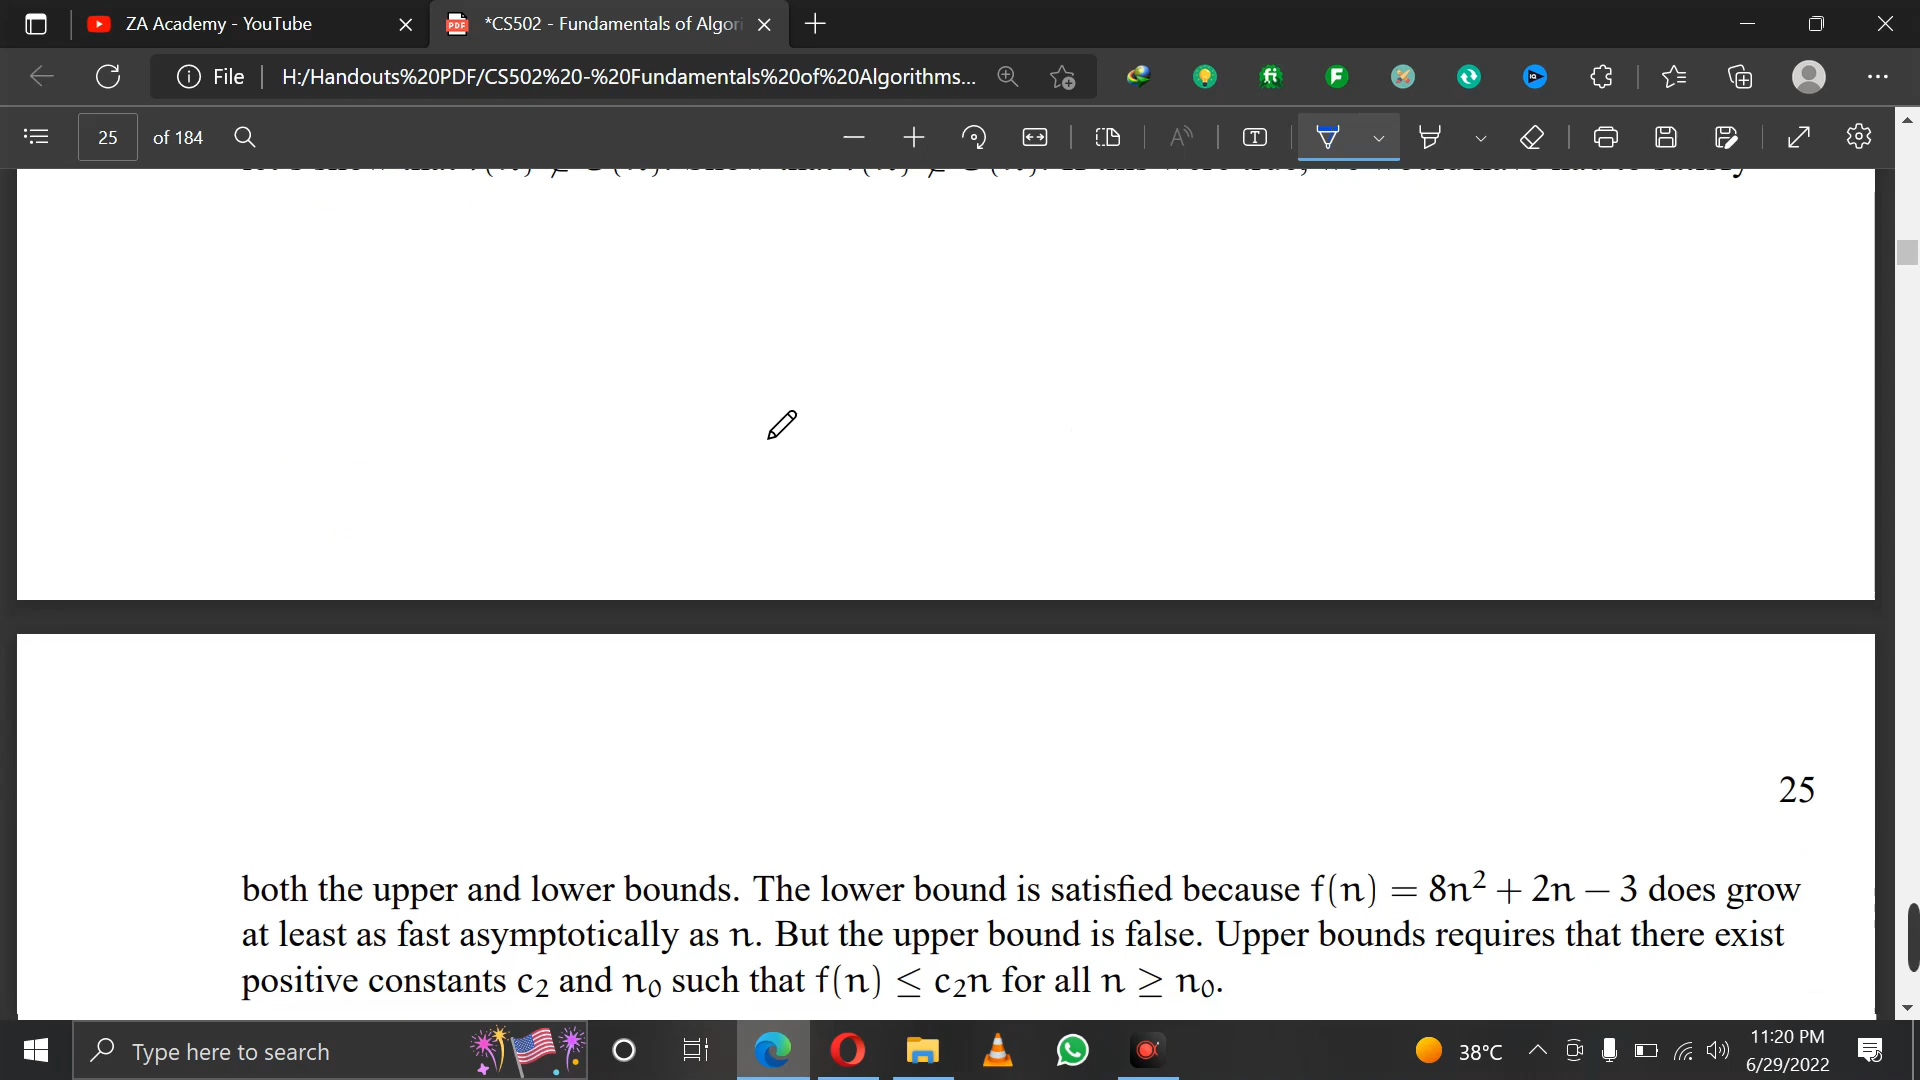 ZA Academy - YouTube
*CS502 - Fundamentals of Algori
File
H:/Handouts%20PDF/CS502%20-%20Fundamentals%20of%20Algorithms...
25 of 184
both the upper and lower bounds. The lower bound is satisfied because f(n) = 8n² + 2n − 3 does grow
at least as fast asymptotically as n. But the upper bound is false. Upper bounds requires that there exist
positive constants c₂ and n₀ such that f(n) ≤ c₂n for all n ≥ n₀.
25
Type here to search
38°C
11:20 PM
6/29/2022